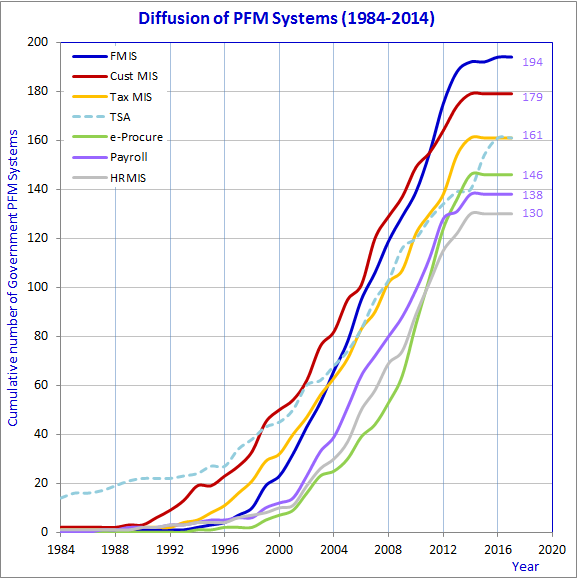 Diffusion of PFM Systems (1984-2014)
Cumulative number of Government PFM Systems
200
180
160
140
120
100
80
60
40
20
0
FMIS
Cust MIS
Tax MIS
TSA
e-Procure
Payroll
HRMIS
194
179
161
146
138
130
1984 1988 1992 1996 2000 2004 2008 2012 2016 2020
Year